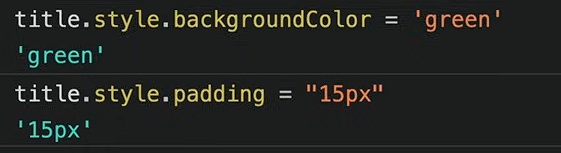 title.style.backgroundColor = 'green'
'green'
title.style.padding = "15px"
'15px'